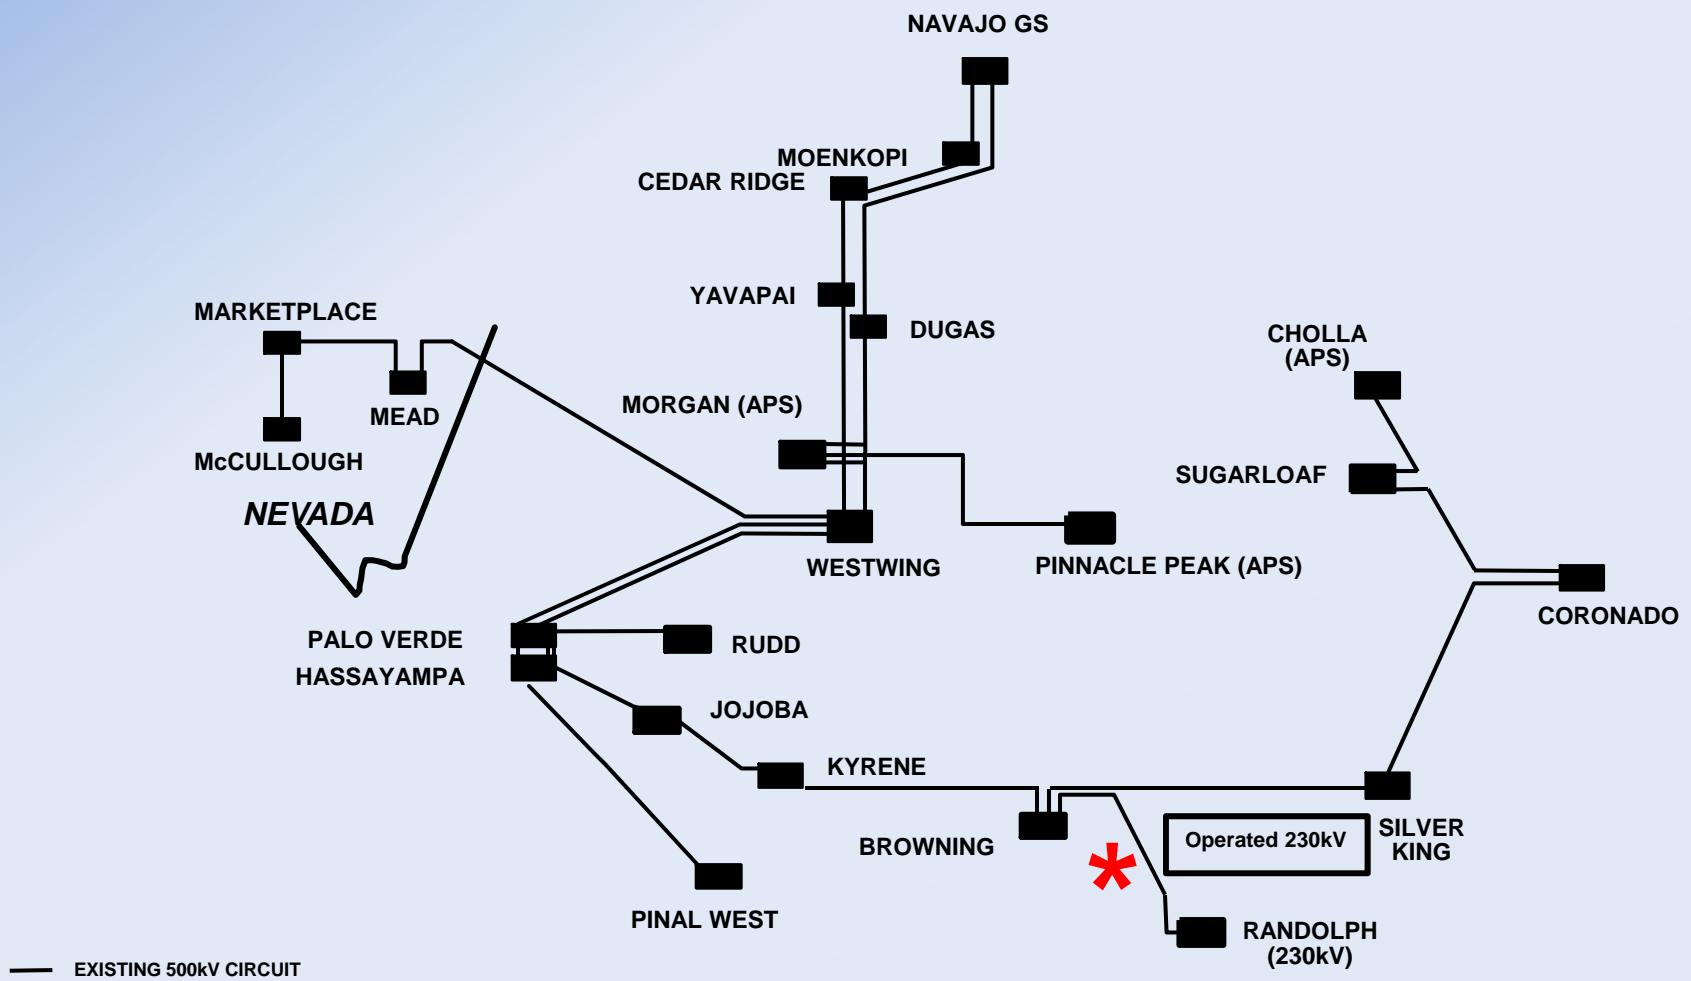 NAVAJO GS
MOENKOPI
CEDAR RIDGE
YAVAPAI
MARKETPLACE
DUGAS
CHOLLA
(APS)
MORGAN (APS)
MEAD
McCULLOUGH
SUGARLOAF
NEVADA
WESTWING
PINNACLE PEAK (APS)
CORONADO
PALO VERDE
RUDD
HASSAYAMPA
JOJOBA
KYRENE
BROWNING
Operated 230kV
SILVER
KING
*
PINAL WEST
RANDOLPH
(230kV)
EXISTING 500kV CIRCUIT